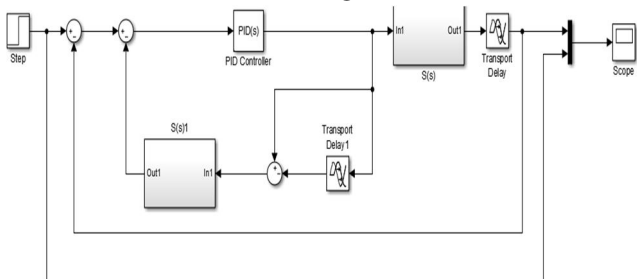 Step
PID(s)
PID Controller
In1
Out1
S(s)
Transport
Delay
Scope
S(s)1
Out1
In1
Transport
Delay1